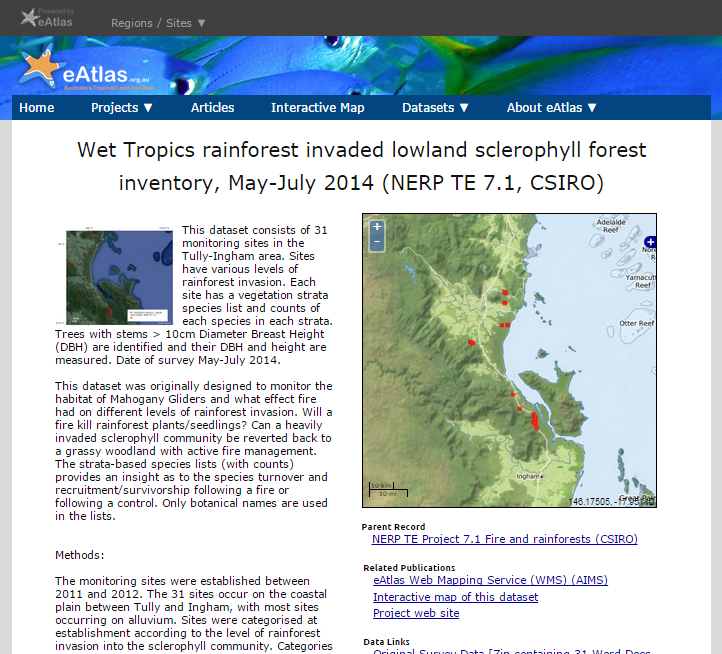 Powered by
eAtlas
Regions / Sites ▼
eAtlas.org.au
Australia's Tropical Land And Seas
Home
Projects ▼
Articles
Interactive Map
Datasets ▼
About eAtlas ▼
Wet Tropics rainforest invaded lowland sclerophyll forest
inventory, May-July 2014 (NERP TE 7.1, CSIRO)
This dataset consists of 31
monitoring sites in the
Tully-Ingham area. Sites
have various levels of
rainforest invasion. Each
site has a vegetation strata
species list and counts of
each species in each strata.
Trees with stems > 10cm Diameter Breast Height
(DBH) are identified and their DBH and height are
measured. Date of survey May-July 2014.
This dataset was originally designed to monitor the
habitat of Mahogany Gliders and what effect fire
had on different levels of rainforest invasion. Will a
fire kill rainforest plants/seedlings? Can a heavily
invaded sclerophyll community be reverted back to
a grassy woodland with active fire management.
The strata-based species lists (with counts)
provides an insight as to the species turnover and
recruitment/survivorship following a fire or
following a control. Only botanical names are used
in the lists.
Methods:
The monitoring sites were established between
2011 and 2012. The 31 sites occur on the coastal
plain between Tully and Ingham, with most sites
occurring on alluvium. Sites were categorised at
establishment according to the level of rainforest
invasion into the sclerophyll community. Categories
+
−
Adelaide
Reef
+
Yamacutt
Reef
Otter Reef
Ingham
10 km
10 mi
146.17505, -17.95
Parent Record
NERP TE Project 7.1 Fire and rainforests (CSIRO)
Related Publications
eAtlas Web Mapping Service (WMS) (AIMS)
Interactive map of this dataset
Project web site
Data Links
Original Survey Data [Zip containing 31 Word Docs